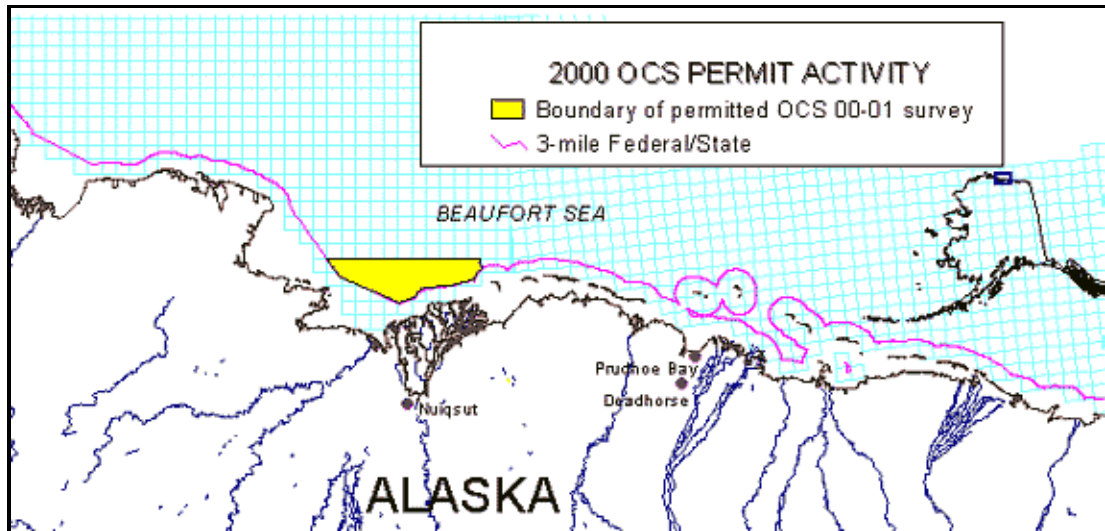 2000 OCS PERMIT ACTIVITY
Boundary of permitted OCS 00-01 survey
3-mile Federal/State
BEAUFORT SEA
Prudhoe Bay
Deadhorse
Nuiqsut
ALASKA